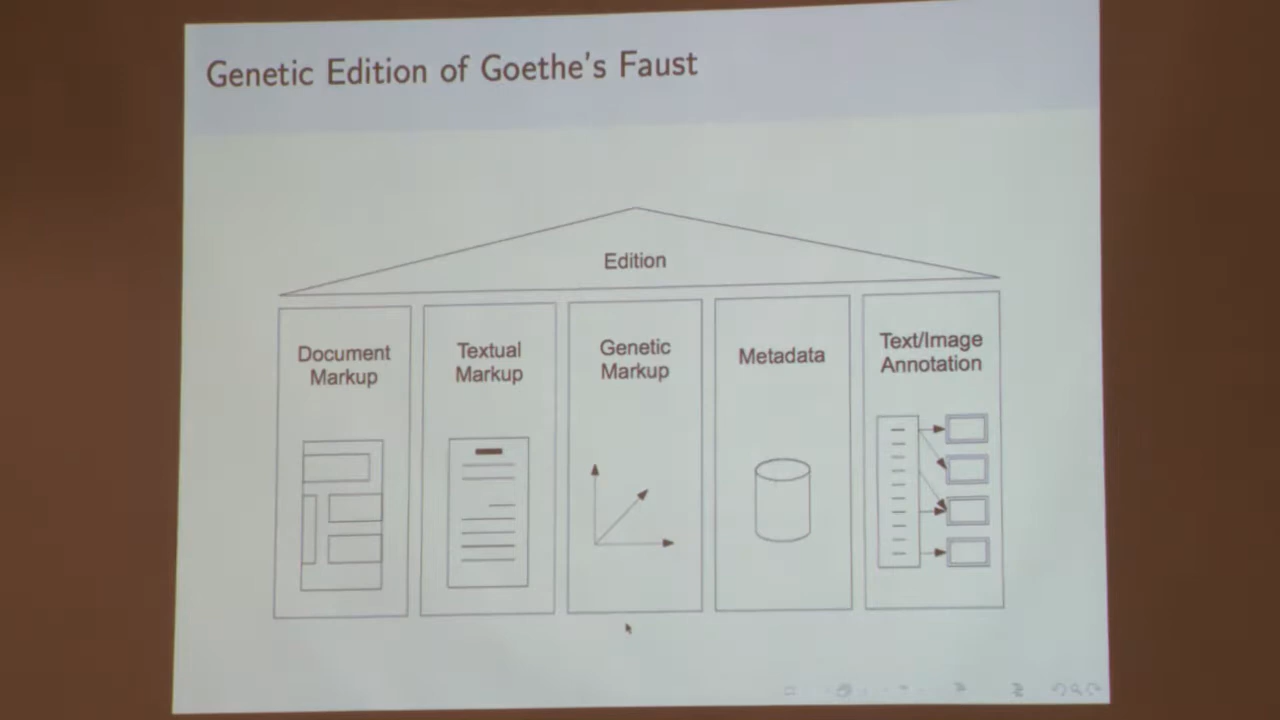 Genetic Edition of Goethe's Faust
Edition
Document
Markup
Textual
Markup
Genetic
Markup
Metadata
Text/Image
Annotation